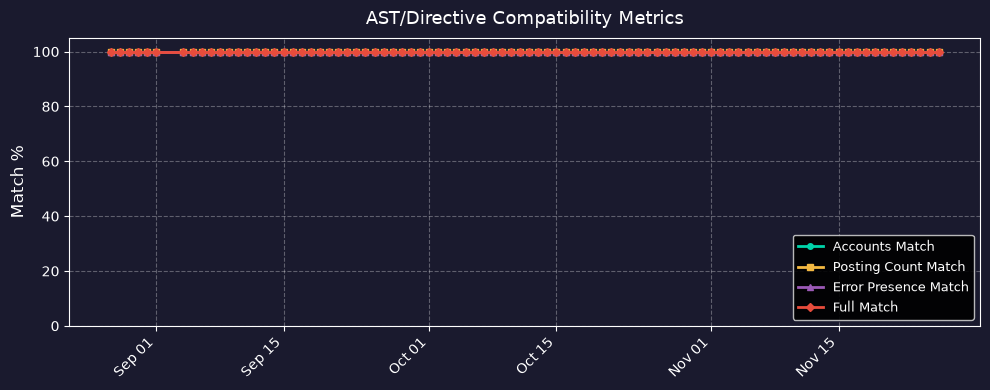 AST/Directive Compatibility Metrics
Match %
100
80
60
40
20
0
Accounts Match
Posting Count Match
Error Presence Match
Full Match
Sep 01
Sep 15
Oct 01
Oct 15
Nov 01
Nov 15